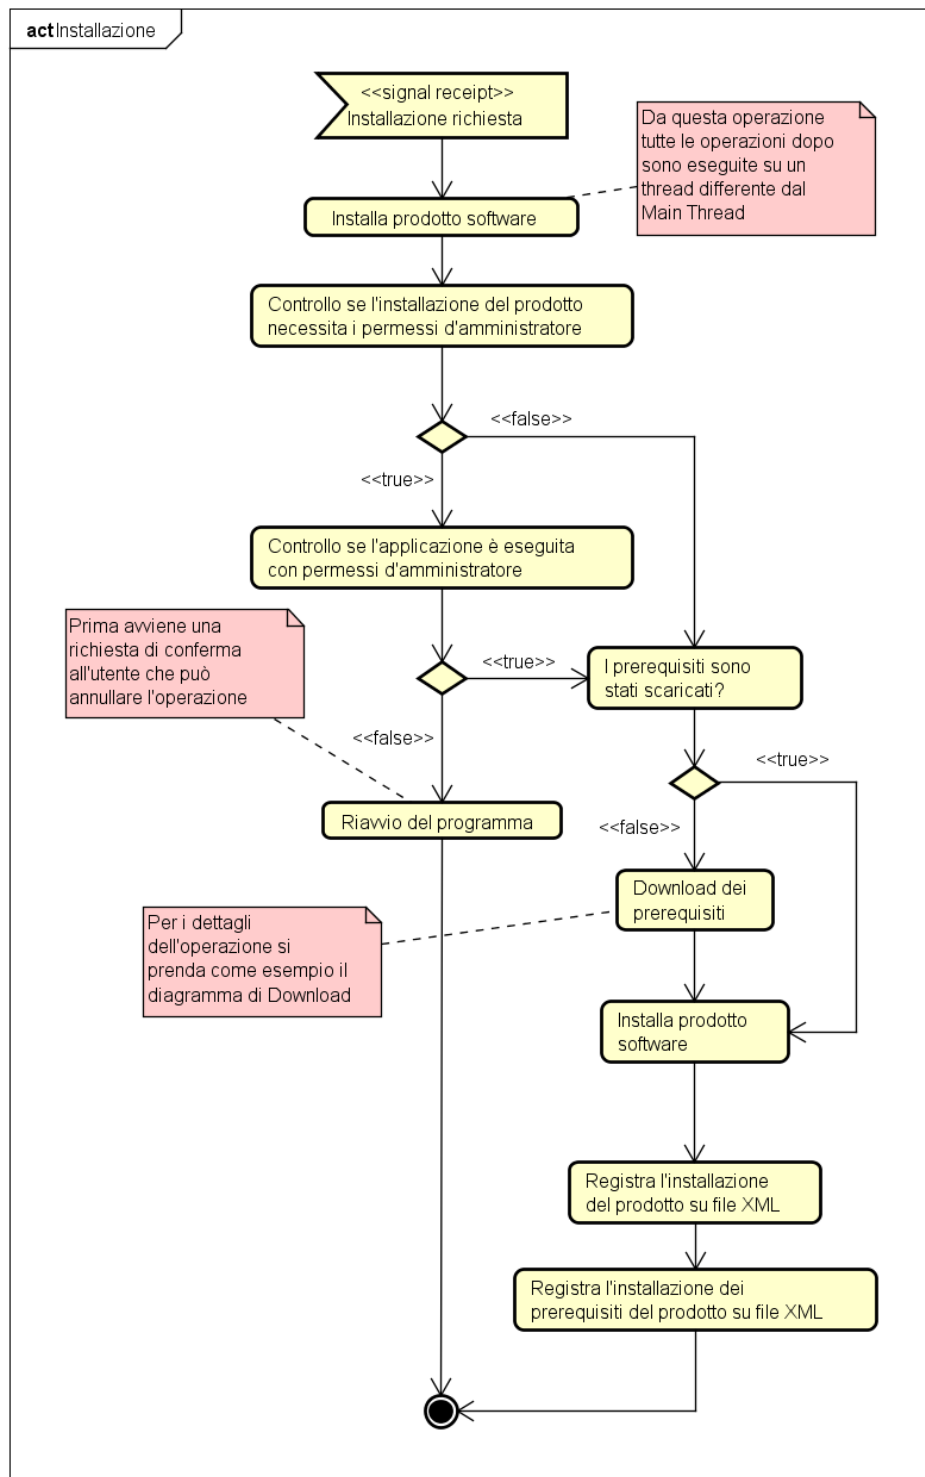 actInstallazione
<<signal receipt>>
Installazione richiesta
Da questa operazione
tutte le operazioni dopo
sono eseguite su un
thread differente dal
Main Thread
Installa prodotto software
Controllo se l'installazione del prodotto
necessita i permessi d'amministratore
<<false>>
<<true>>
Controllo se l'applicazione è eseguita
con permessi d'amministratore
Prima avviene una
richiesta di conferma
all'utente che può
annullare l'operazione
<<true>>
I prerequisiti sono
stati scaricati?
<<false>>
<<true>>
Riavvio del programma
<<false>>
Download dei
prerequisiti
Per i dettagli
dell'operazione si
prenda come esempio il
diagramma di Download
Installa prodotto
software
Registra l'installazione
del prodotto su file XML
Registra l'installazione dei
prerequisiti del prodotto su file XML